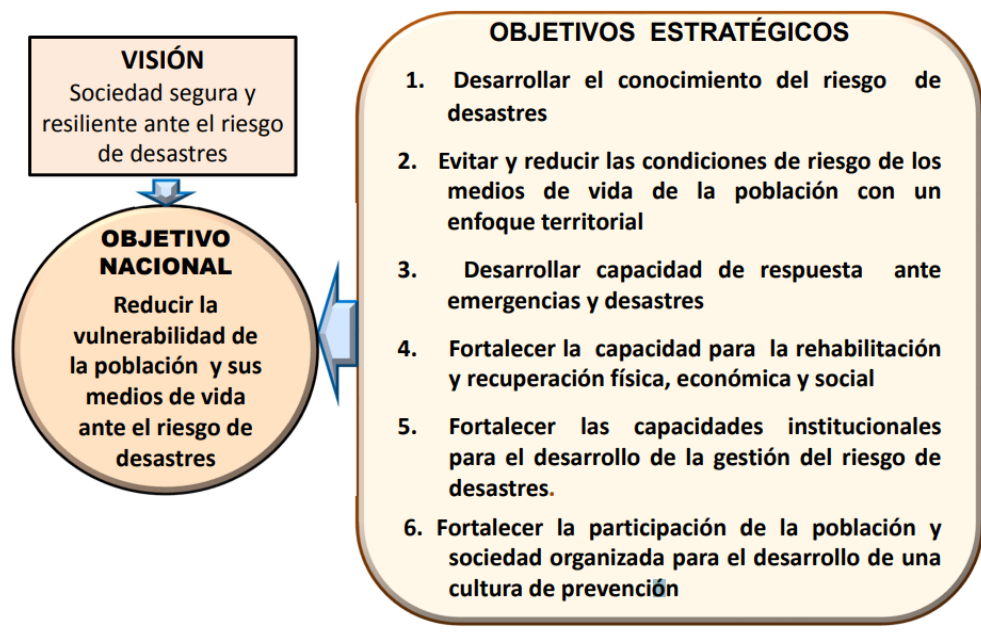 VISIÓN
Sociedad segura y
resiliente ante el riesgo
de desastres
OBJETIVO
NACIONAL
Reducir la
vulnerabilidad de
la población y sus
medios de vida
ante el riesgo de
desastres
OBJETIVOS ESTRATÉGICOS
1. Desarrollar el conocimiento del riesgo de
desastres
2. Evitar y reducir las condiciones de riesgo de los
medios de vida de la población con un
enfoque territorial
3. Desarrollar capacidad de respuesta ante
emergencias y desastres
4. Fortalecer la capacidad para la rehabilitación
y recuperación física, económica y social
5. Fortalecer las capacidades institucionales
para el desarrollo de la gestión del riesgo de
desastres.
6. Fortalecer la participación de la población y
sociedad organizada para el desarrollo de una
cultura de prevención